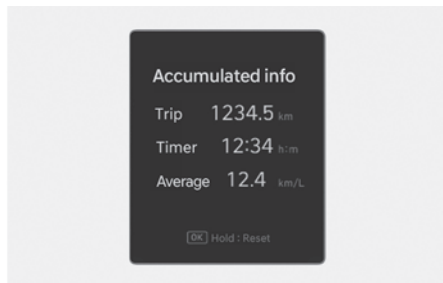 Accumulated info
Trip 1234.5 km
Timer 12:34 h:m
Average 12.4 km/L
OK Hold : Reset